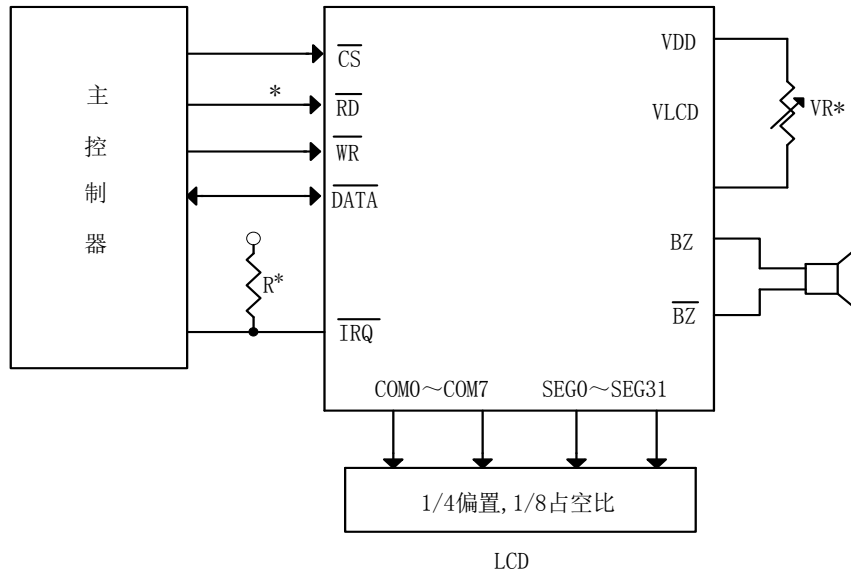 主控制器
CS
*
RD
WR
DATA
R*
IRQ
VDD
VLCD
VR*
BZ
BZ
COM0～COM7
SEG0～SEG31
1/4偏置,1/8占空比
LCD